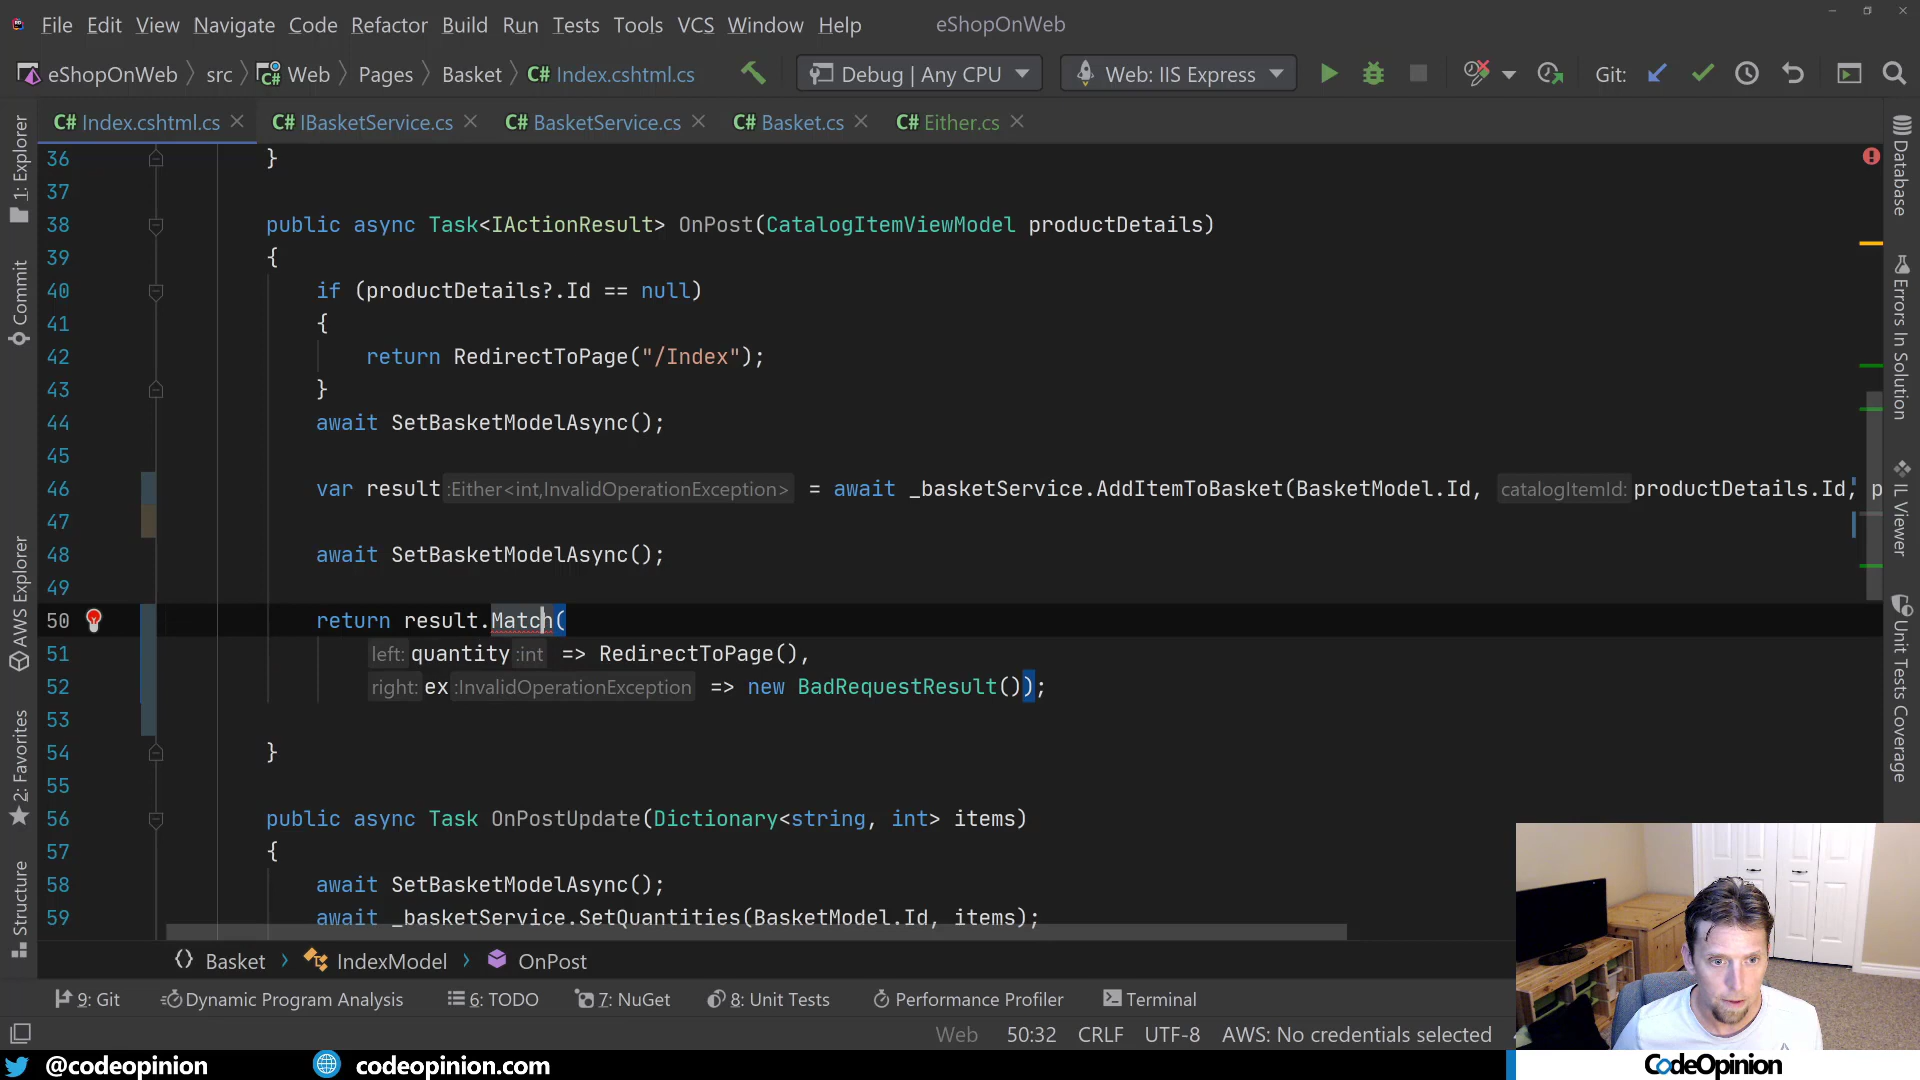 File Edit View Navigate Code Refactor Build Run Tests Tools VCS Window Help eShopOnWeb
eShopOnWeb src Web Pages Basket C# Index.cshtml.cs Debug | Any CPU Web: IIS Express Git:
C# Index.cshtml.cs C# IBasketService.cs C# BasketService.cs C# Basket.cs C# Either.cs
1: Explorer
Commit
AWS Explorer
2: Favorites
Structure
36 }
37
38 public async Task<IActionResult> OnPost(CatalogItemViewModel productDetails)
39 {
40 if (productDetails?.Id == null)
41 {
42 return RedirectToPage("/Index");
43 }
44 await SetBasketModelAsync();
45
46 var result :Either<int,InvalidOperationException> = await _basketService.AddItemToBasket(BasketModel.Id, catalogItemId: productDetails.Id, p
47
48 await SetBasketModelAsync();
49
50 return result.Match(
51 left: quantity :int => RedirectToPage(),
52 right: ex :InvalidOperationException => new BadRequestResult());
53
54 }
55
56 public async Task OnPostUpdate(Dictionary<string, int> items)
57 {
58 await SetBasketModelAsync();
59 await _basketService.SetQuantities(BasketModel.Id, items);
Database
Errors In Solution
IL Viewer
Unit Tests Coverage
Basket IndexModel OnPost
9: Git Dynamic Program Analysis 6: TODO 7: NuGet 8: Unit Tests Performance Profiler Terminal
Web 50:32 CRLF UTF-8 AWS: No credentials selected
@codeopinion codeopinion.com CodeOpinion